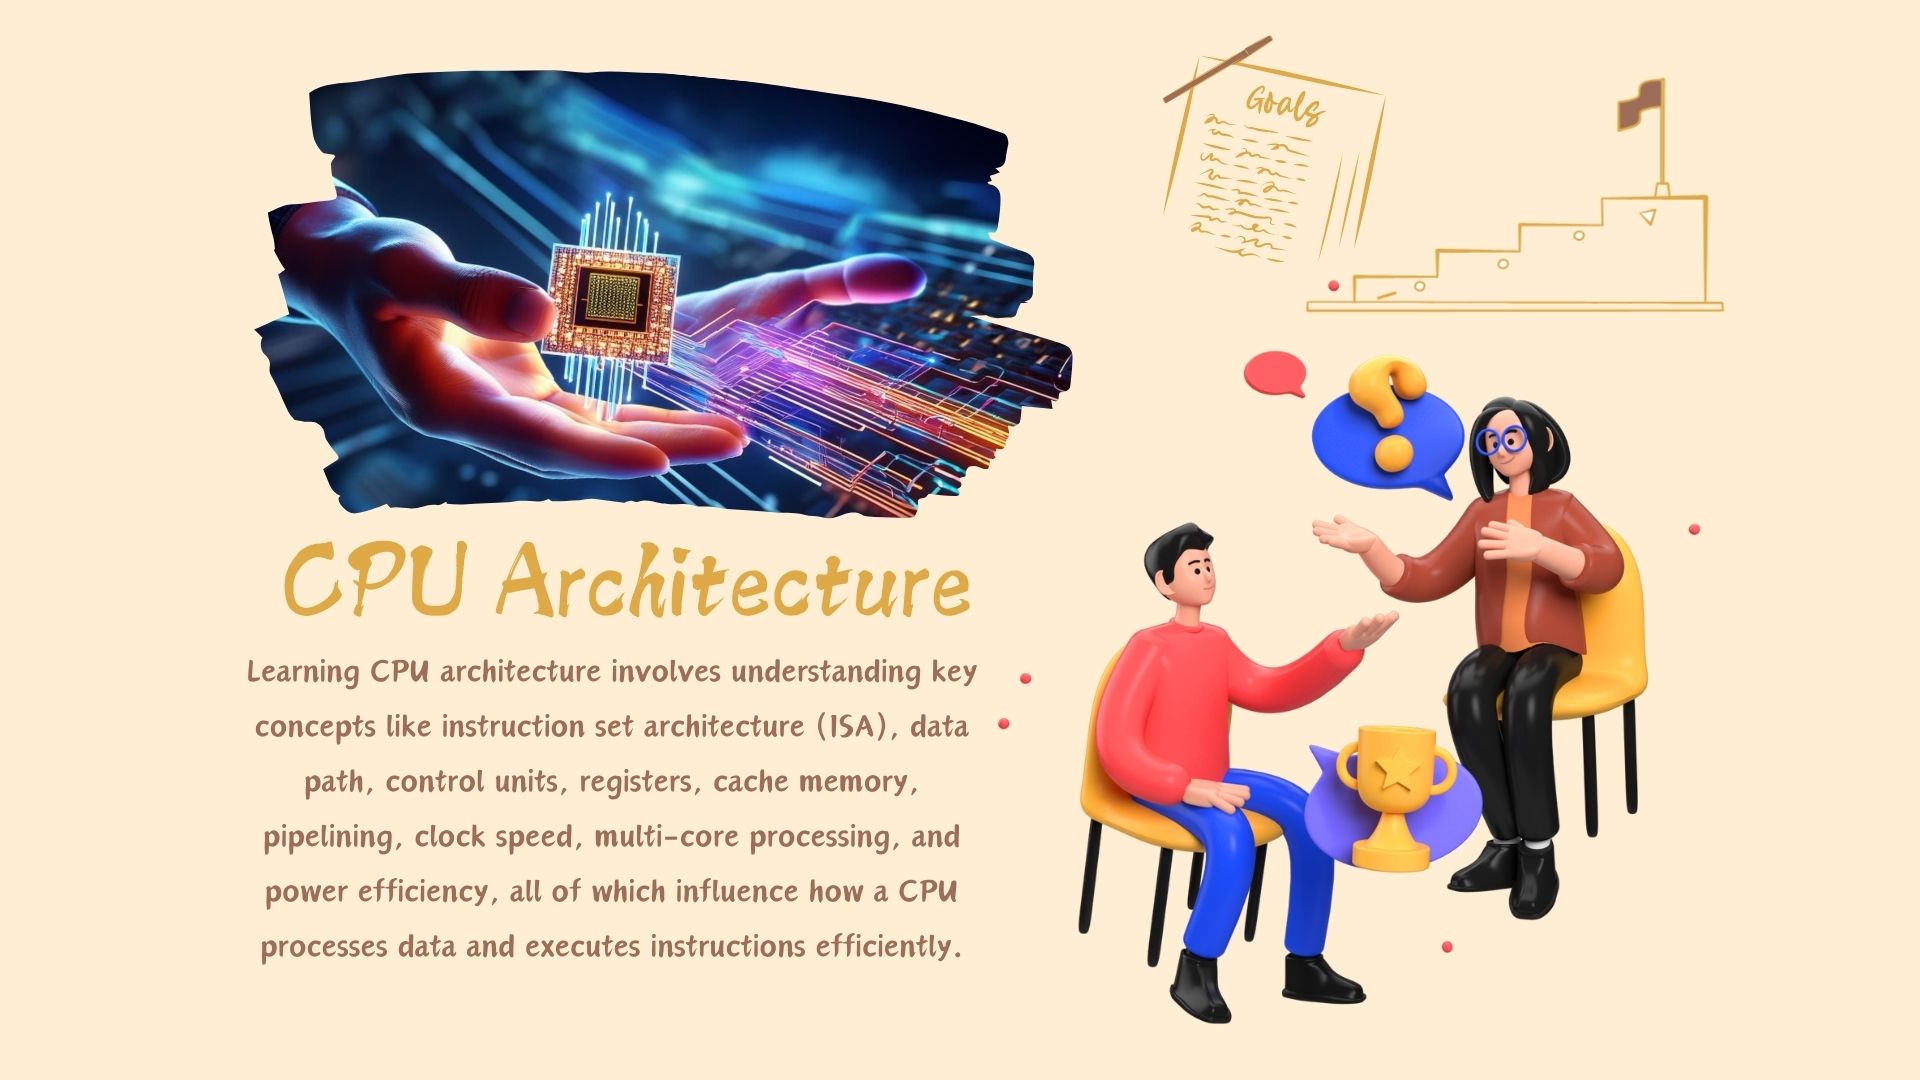 Goals
CPU Architecture
Learning CPU architecture involves understanding key
concepts like instruction set architecture (ISA), data
path, control units, registers, cache memory,
pipelining, clock speed, multi-core processing, and
power efficiency, all of which influence how a CPU
processes data and executes instructions efficiently.